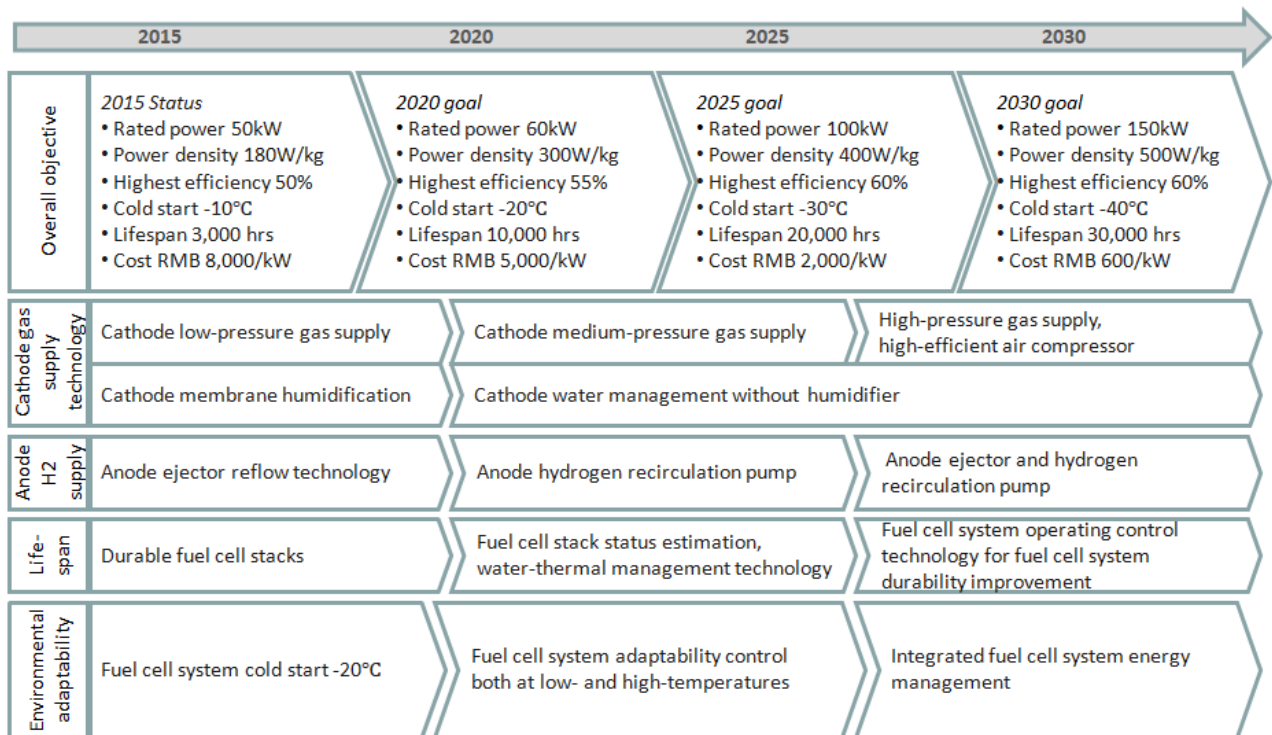 2015 2020 2025 2030
Overall objective
2015 Status
• Rated power 50kW
• Power density 180W/kg
• Highest efficiency 50%
• Cold start -10℃
• Lifespan 3,000 hrs
• Cost RMB 8,000/kW
2020 goal
• Rated power 60kW
• Power density 300W/kg
• Highest efficiency 55%
• Cold start -20℃
• Lifespan 10,000 hrs
• Cost RMB 5,000/kW
2025 goal
• Rated power 100kW
• Power density 400W/kg
• Highest efficiency 60%
• Cold start -30℃
• Lifespan 20,000 hrs
• Cost RMB 2,000/kW
2030 goal
• Rated power 150kW
• Power density 500W/kg
• Highest efficiency 60%
• Cold start -40℃
• Lifespan 30,000 hrs
• Cost RMB 600/kW
Cathode gas
supply
technology
Cathode low-pressure gas supply
Cathode medium-pressure gas supply
High-pressure gas supply,
high-efficient air compressor
Cathode membrane humidification
Cathode water management without humidifier
Anode
H2
supply
Anode ejector reflow technology
Anode hydrogen recirculation pump
Anode ejector and hydrogen
recirculation pump
Life-
span
Durable fuel cell stacks
Fuel cell stack status estimation,
water-thermal management technology
Fuel cell system operating control
technology for fuel cell system
durability improvement
Environmental
adaptability
Fuel cell system cold start -20℃
Fuel cell system adaptability control
both at low- and high-temperatures
Integrated fuel cell system energy
management